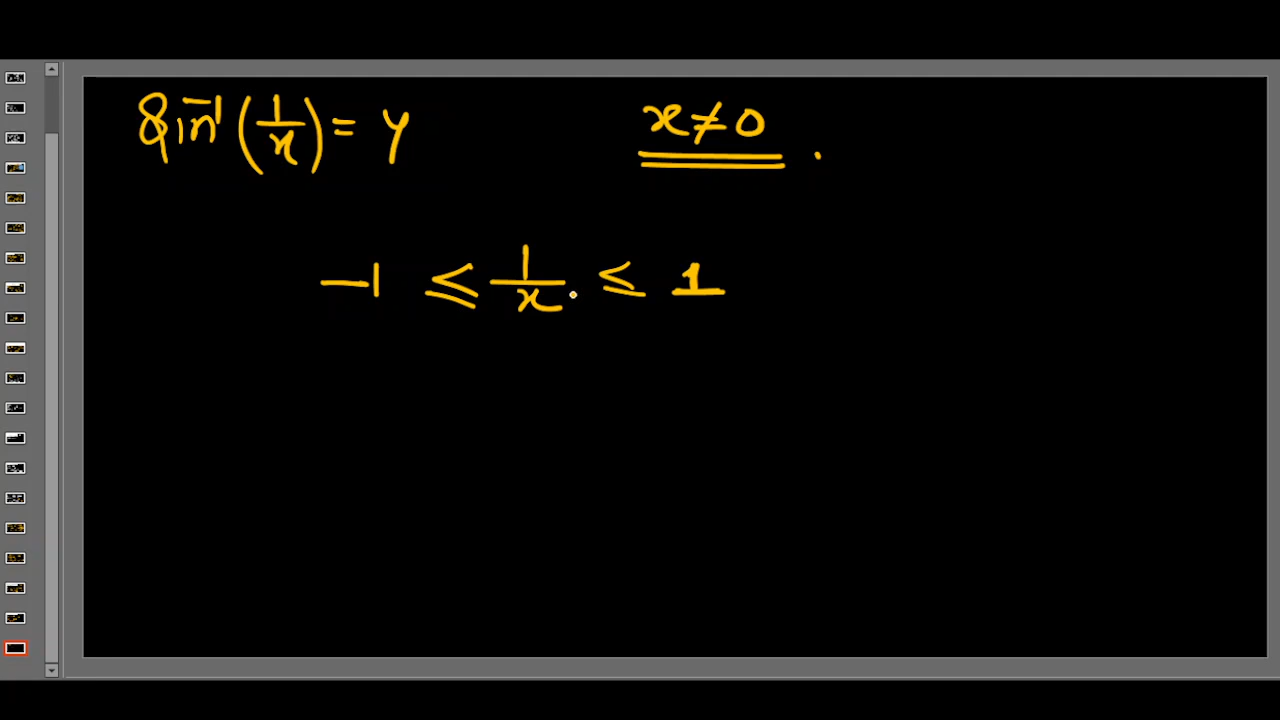 sin⁻¹(1/x) = y x ≠ 0 .
-1 ≤ 1/x . ≤ 1